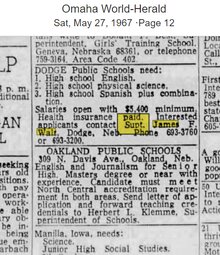 Omaha World-Herald
Sat, May 27, 1967 ·Page 12
perintendent, Girls' Training School,
Geneva, Nebraska 68361, or telephone
759-3164, Area Code 402.
DODGE Public Schools need:
1. High school English.
2. High school physical science.
3. High school Spanish plus combina-
tion.
Salaries open with $5,400 minimum.
Health insurance paid. Interested
applicants contact Supt. James F
Walz, Dodge, Neb. Phone 693-3760
or 693-3200.
OAKLAND PUBLIC SCHOOLS
309 N. Davis Ave., Oakland, Neb.
English and Journalism for Senior
High. Masters degree or near with
experience. Candidate must meet
North Central accreditation require-
ment in both areas. Send letter of ap-
plication and forward teaching cre-
dentials to Herbert L. Klemme, Su-
perintendent of Schools.
Manilla, Iowa, needs:
Science.
Junior High Social Studies.